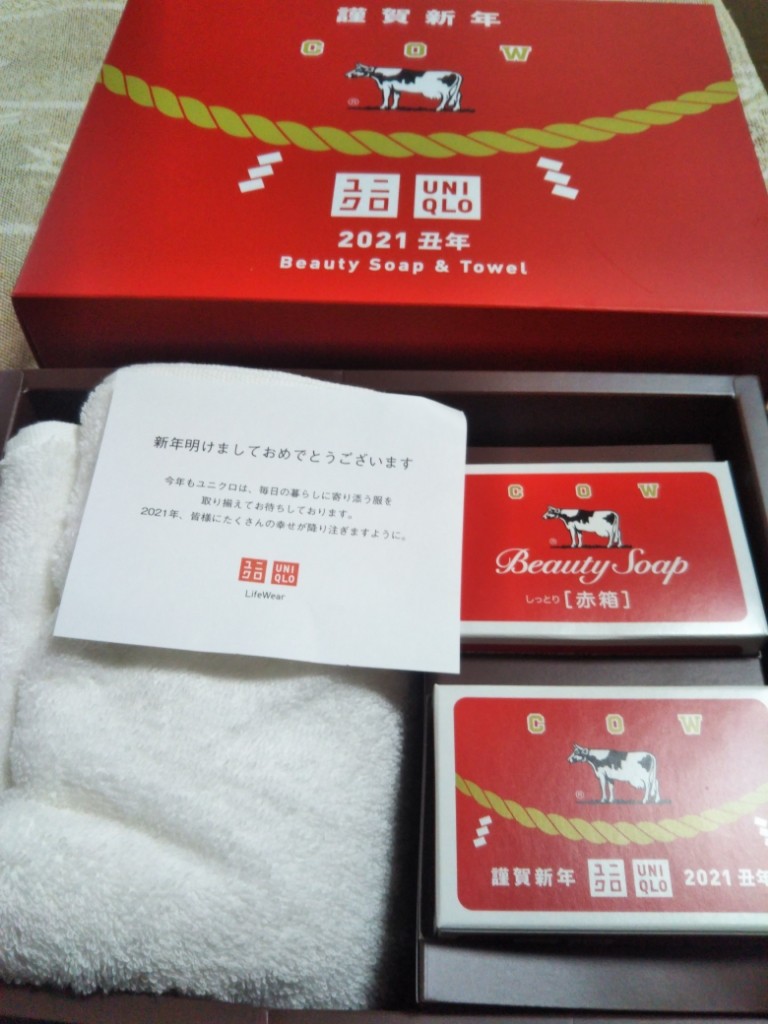 謹賀新年
COW
®
ユニクロ UNIQLO
2021 丑年
Beauty Soap & Towel
新年明けましておめでとうございます
今年もユニクロは、毎日の暮らしに寄り添う服を
取り揃えてお待ちしております。
2021年、皆様にたくさんの幸せが降り注ぎますように。
ユニクロ UNIQLO
LifeWear
COW
®
Beauty Soap
しっとり [赤箱]
COW
®
謹賀新年 ユニクロ UNIQLO 2021 丑年